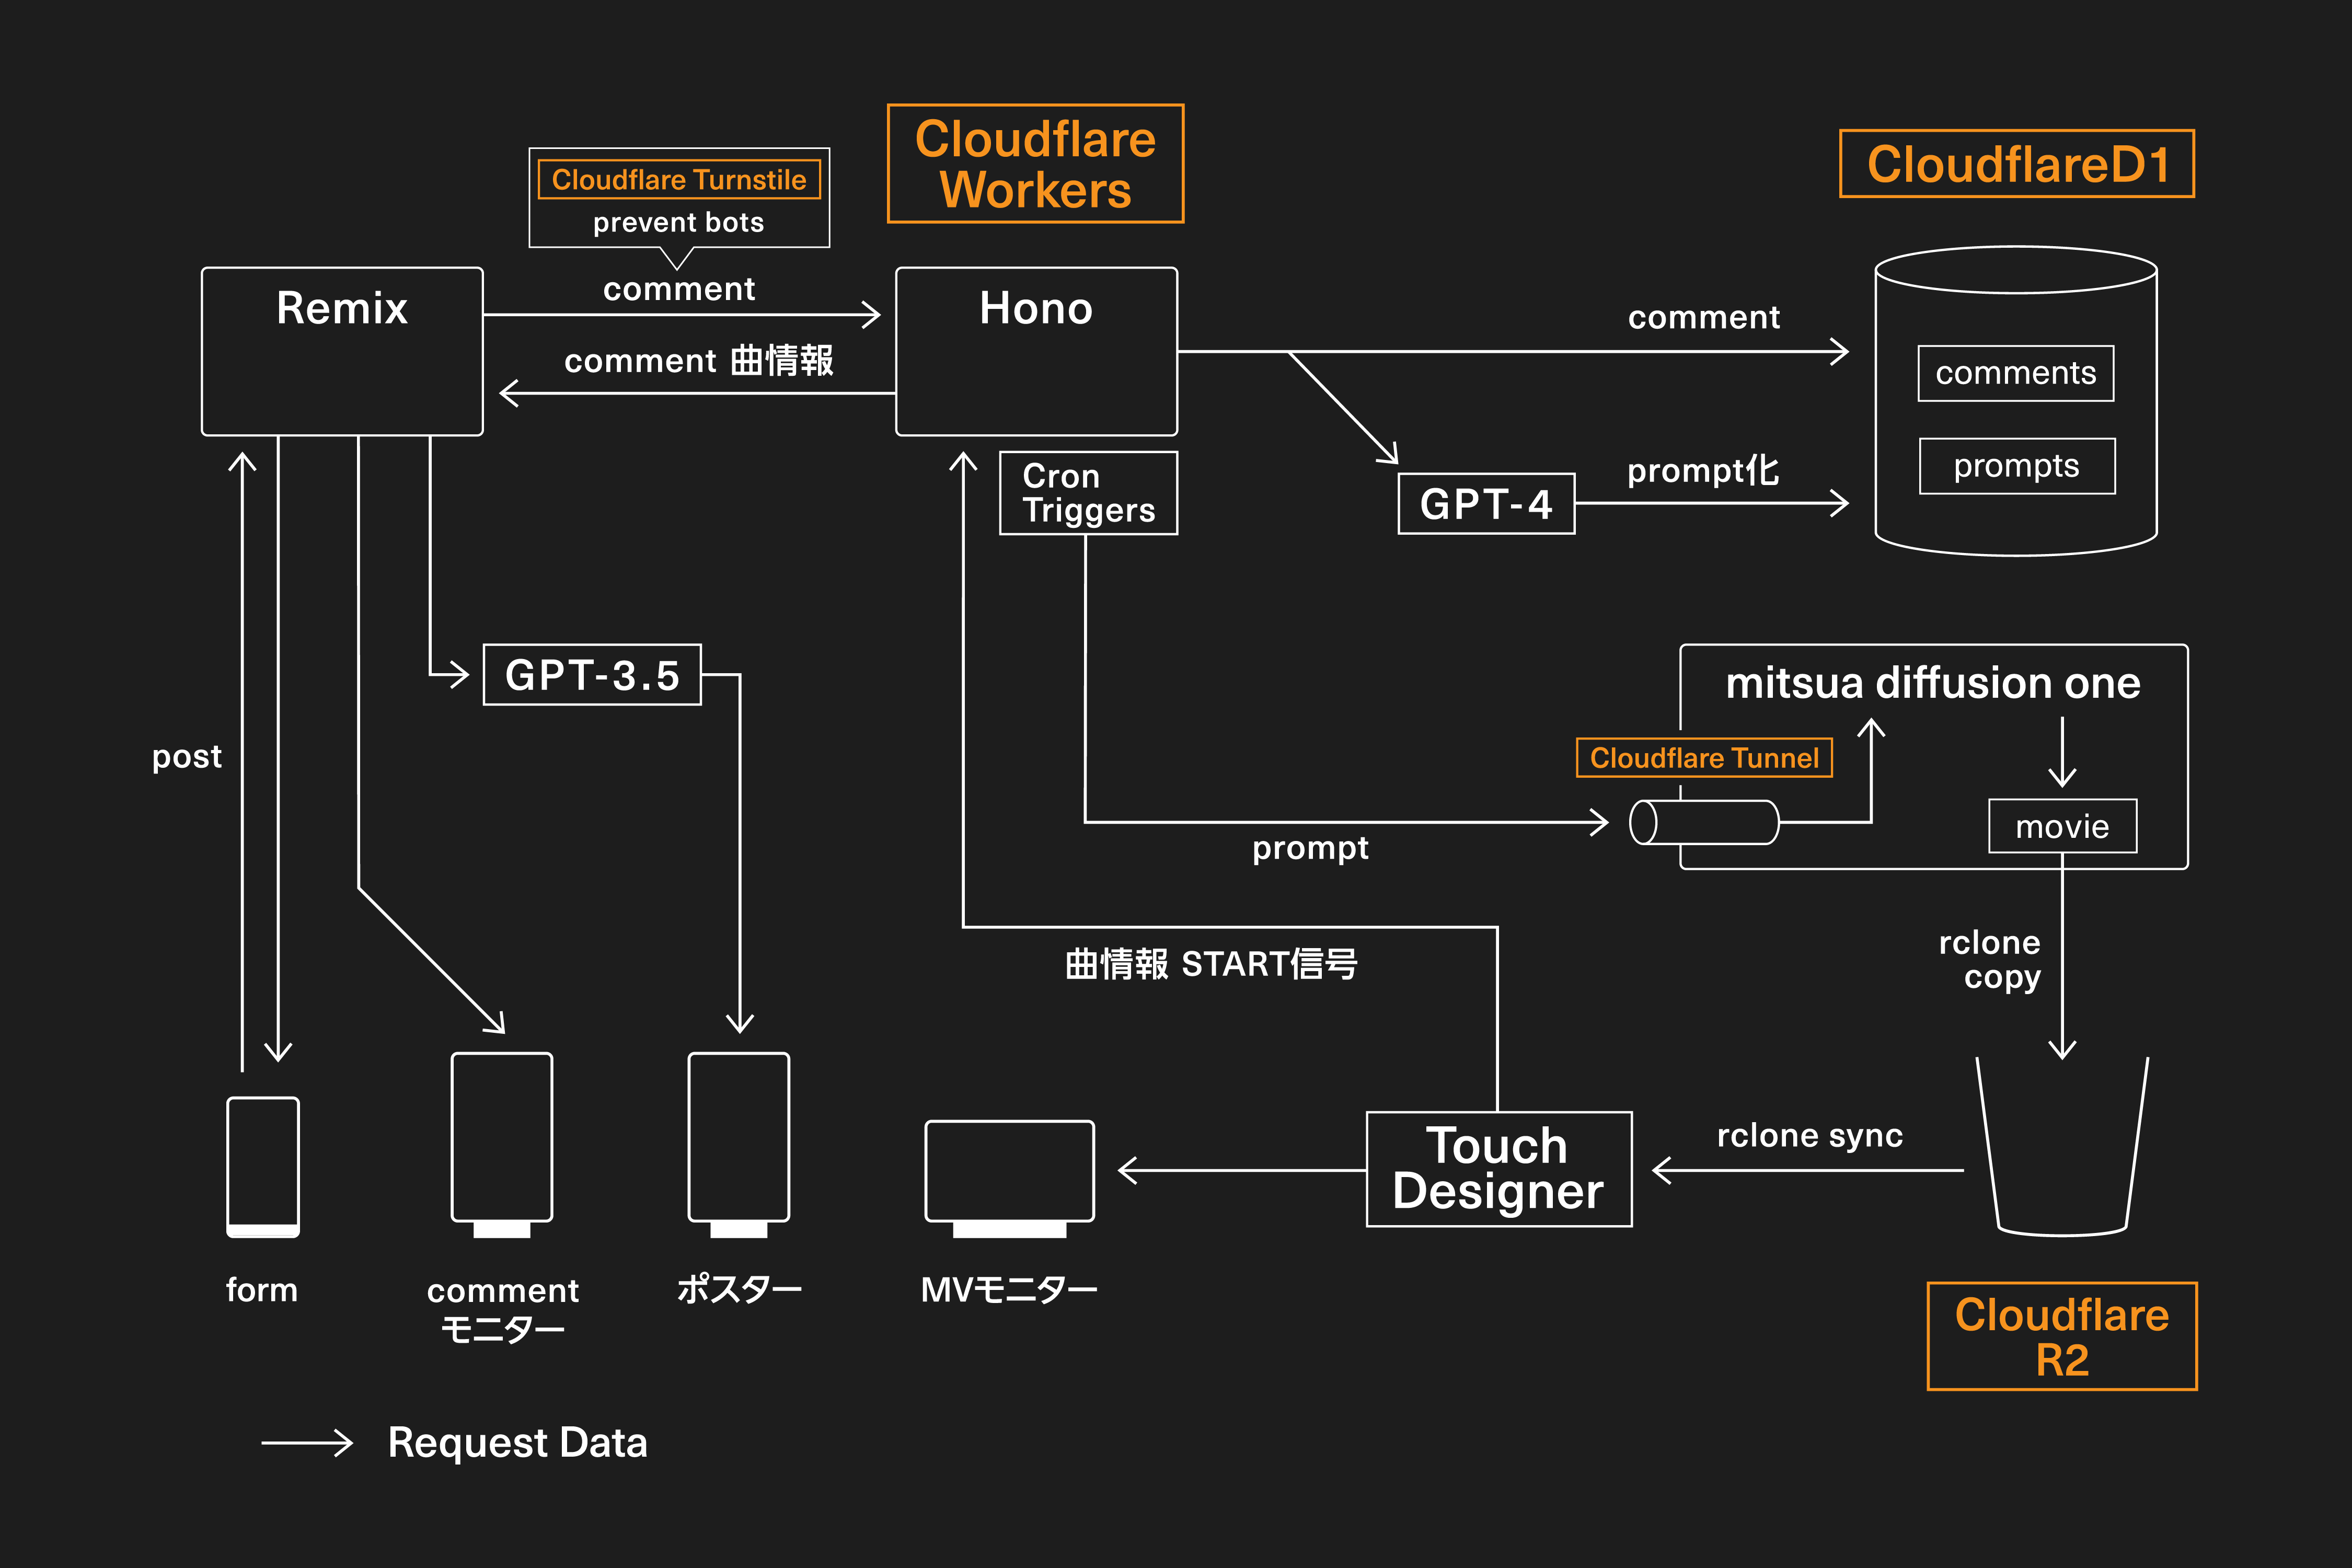 Cloudflare
Workers
CloudflareD1
Cloudflare Turnstile
prevent bots
Remix
comment
comment 曲情報
Hono
comment
comments
prompts
Cron
Triggers
GPT-4
prompt化
GPT-3.5
post
mitsua diffusion one
Cloudflare Tunnel
movie
prompt
rclone
copy
曲情報 START信号
Touch
Designer
rclone sync
form
comment
モニター
ポスター
MVモニター
Cloudflare
R2
Request Data